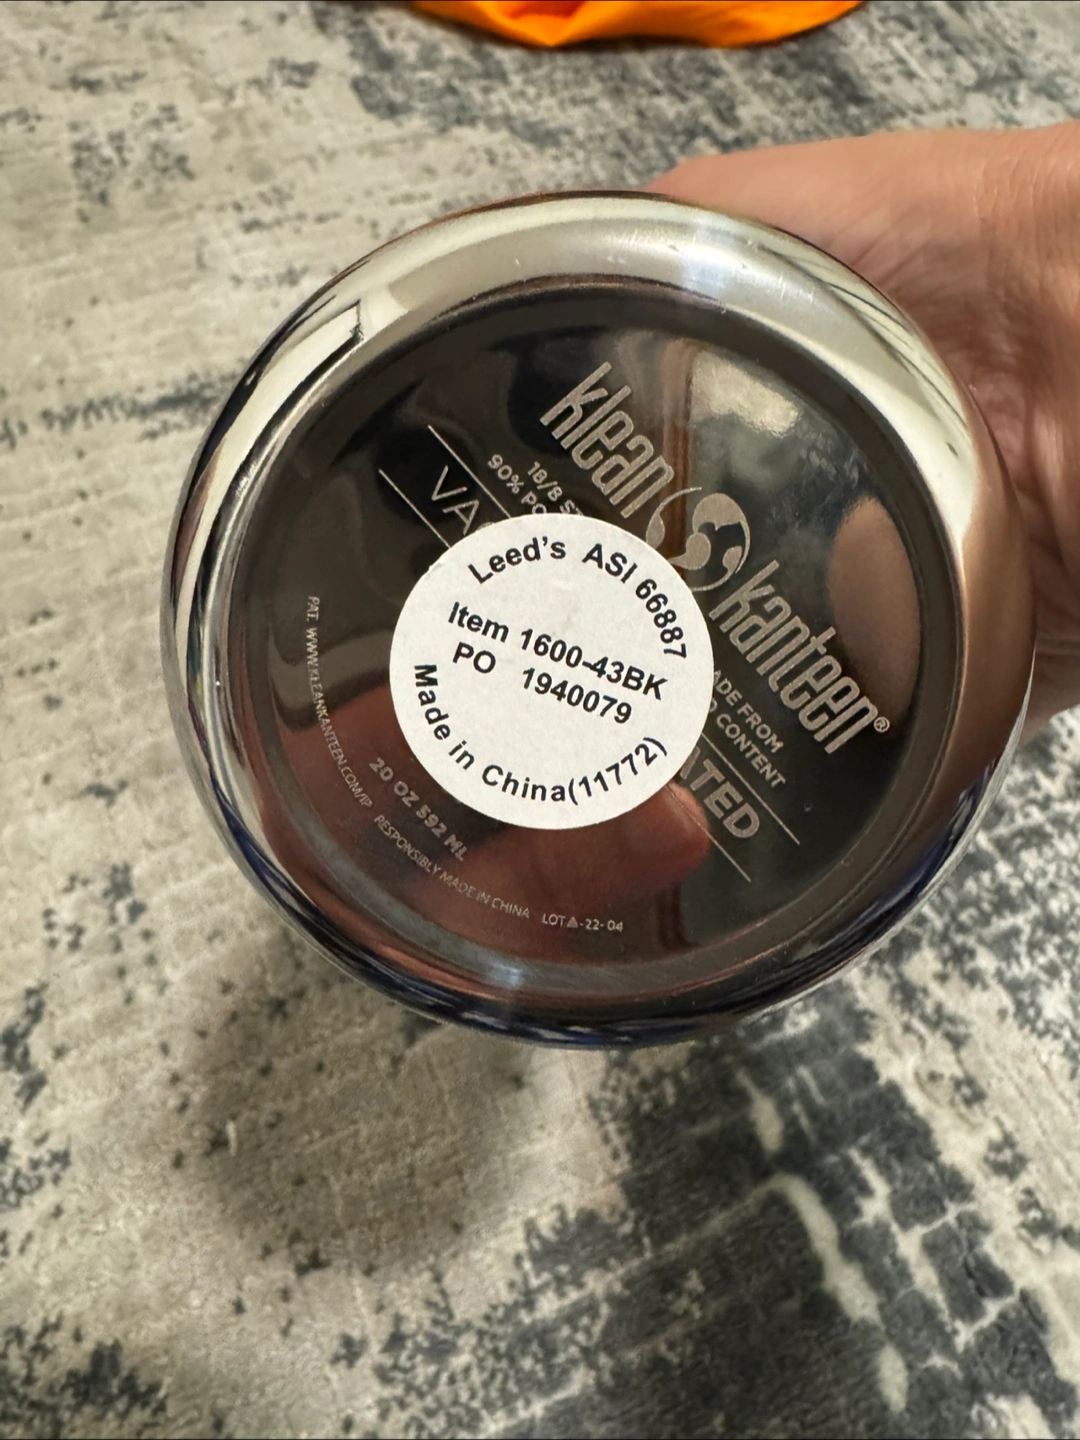 klean kanteen®
18/8 ADE FROM
90% CONTENT
ATED
Leed's ASI 66887
Item 1600-43BK
PO 1940079
Made in China(11772)
PAT. WWW.KLEANKANTEEN.COM/IP
20 OZ 592 ML
RESPONSIBLY MADE IN CHINA LOT -22-04